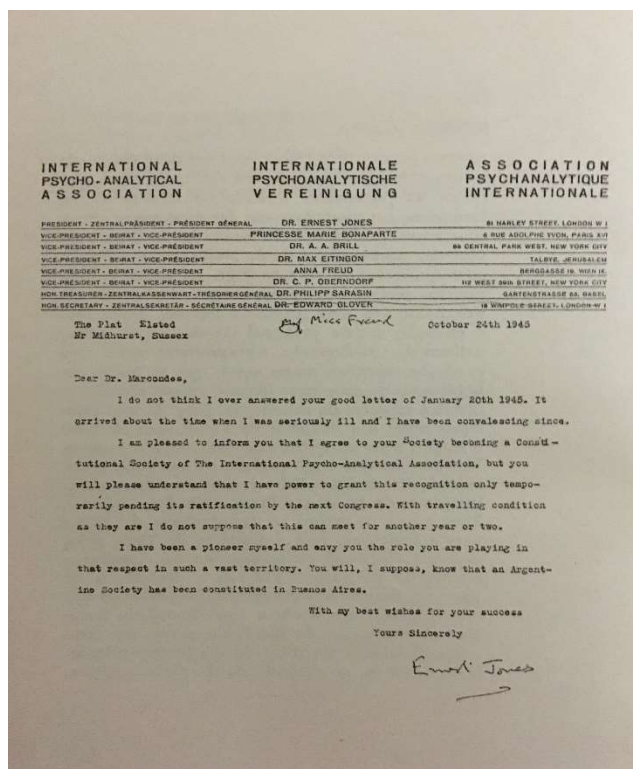 INTERNATIONAL INTERNATIONALE ASSOCIATION
PSYCHO-ANALYTICAL PSYCHOANALYTISCHE PSYCHANALYTIQUE
ASSOCIATION VEREINIGUNG INTERNATIONALE
PRESIDENT - ZENTRALPRÄSIDENT - PRÉSIDENT GÉNÉRAL DR. ERNEST JONES 81 HARLEY STREET, LONDON W 1
VICE-PRESIDENT - BEIRAT - VICE-PRÉSIDENT PRINCESSE MARIE BONAPARTE 6 RUE ADOLPHE YVON, PARIS XVI
VICE-PRESIDENT - BEIRAT - VICE-PRÉSIDENT DR. A. A. BRILL 88 CENTRAL PARK WEST, NEW YORK CITY
VICE-PRESIDENT - BEIRAT - VICE-PRÉSIDENT DR. MAX EITINGON TALBYE, JERUSALEM
VICE-PRESIDENT - BEIRAT - VICE-PRÉSIDENT ANNA FREUD BERGGASSE 19, WIEN IX.
VICE-PRESIDENT - BEIRAT - VICE-PRÉSIDENT DR. C. P. OBERNDORF 112 WEST 59th STREET, NEW YORK CITY
HON. TREASURER - ZENTRALKASSENWART - TRÉSORIER GÉNÉRAL DR. PHILIPP SARASIN GARTENSTRASSE 65, BASEL
HON. SECRETARY - ZENTRALSEKRETÄR - SÉCRÉTAIRE GÉNÉRAL DR. EDWARD GLOVER 18 WIMPOLE STREET, LONDON W 1
The Plat Elsted Miss Freud October 24th 1945
Nr Midhurst, Sussex
Dear Dr. Marcondes,
I do not think I over answered your good letter of January 20th 1945. It
arrived about the time when I was seriously ill and I have been convalescing since.
I am pleased to inform you that I agree to your Society becoming a Consti-
tutional Society of The International Psycho-Analytical Association, but you
will please understand that I have power to grant this recognition only tempo-
rarily pending its ratification by the next Congress. With travelling condition
as they are I do not suppose that this can meet for another year or two.
I have been a pioneer myself and envy you the role you are playing in
that respect in such a vast territory. You will, I suppose, know that an Argent-
ine Society has been constituted in Buenos Aires.
With my best wishes for your success
Yours Sincerely
Ernest Jones